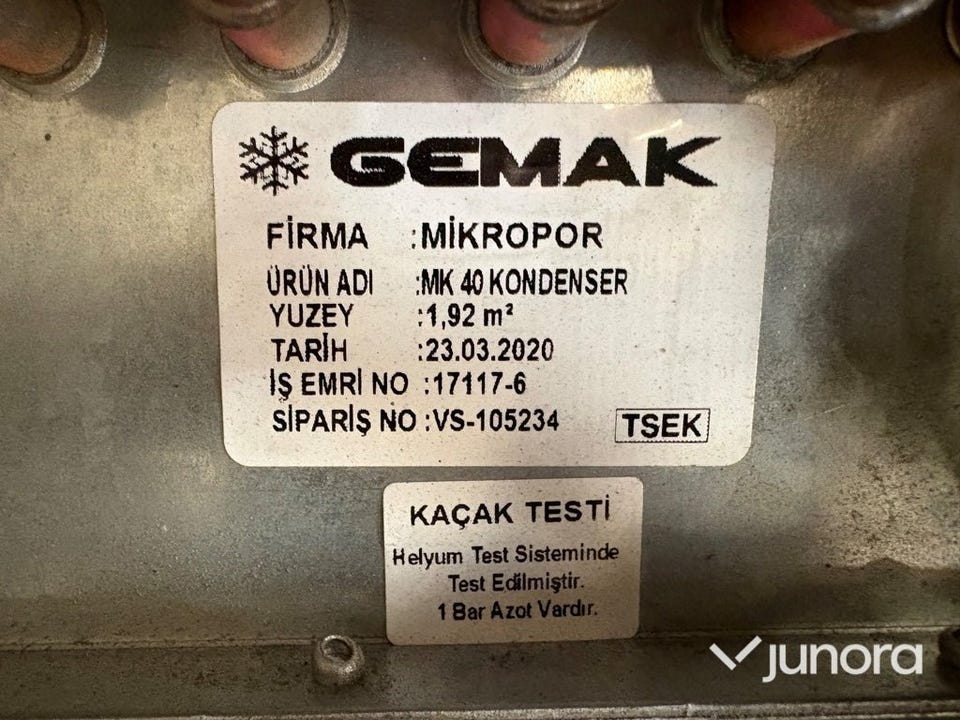 GEMAK
FİRMA :MİKROPOR
ÜRÜN ADI :MK 40 KONDENSER
YUZEY :1,92 m²
TARİH :23.03.2020
İŞ EMRİ NO :17117-6
SİPARİŞ NO :VS-105234
TSEK
KAÇAK TESTİ
Helyum Test Sisteminde
Test Edilmiştir.
1 Bar Azot Vardır.
junora